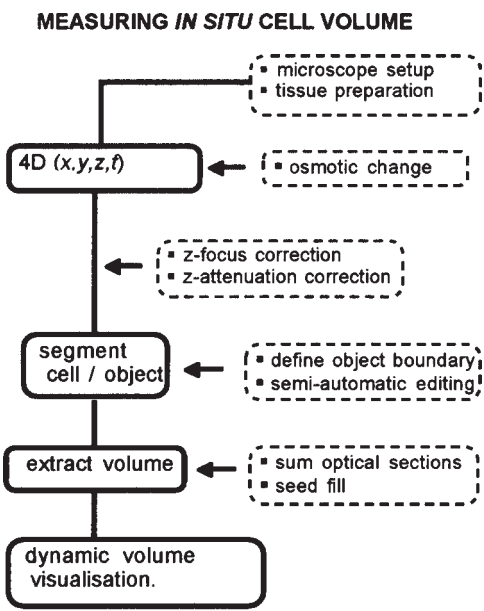 MEASURING IN SITU CELL VOLUME
▪ microscope setup
▪ tissue preparation
4D (x,y,z,t)
▪ osmotic change
▪ z-focus correction
▪ z-attenuation correction
segment
cell / object
▪ define object boundary
▪ semi-automatic editing
extract volume
▪ sum optical sections
▪ seed fill
dynamic volume
visualisation.